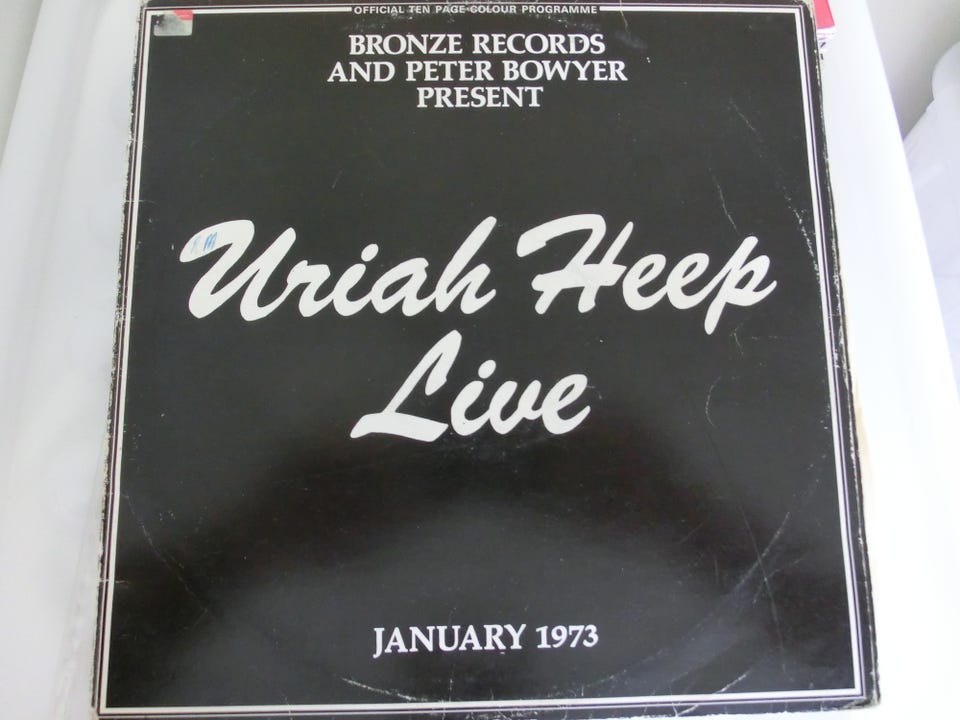 OFFICIAL TEN PAGE COLOUR PROGRAMME
BRONZE RECORDS
AND PETER BOWYER
PRESENT
Uriah Heep
Live
JANUARY 1973